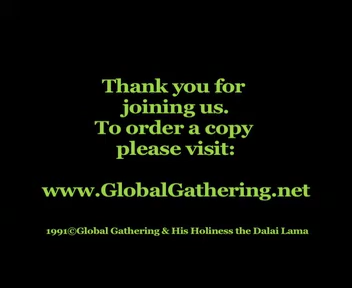 Thank you for
joining us.
To order a copy
please visit:
www.GlobalGathering.net
1991©Global Gathering & His Holiness the Dalai Lama